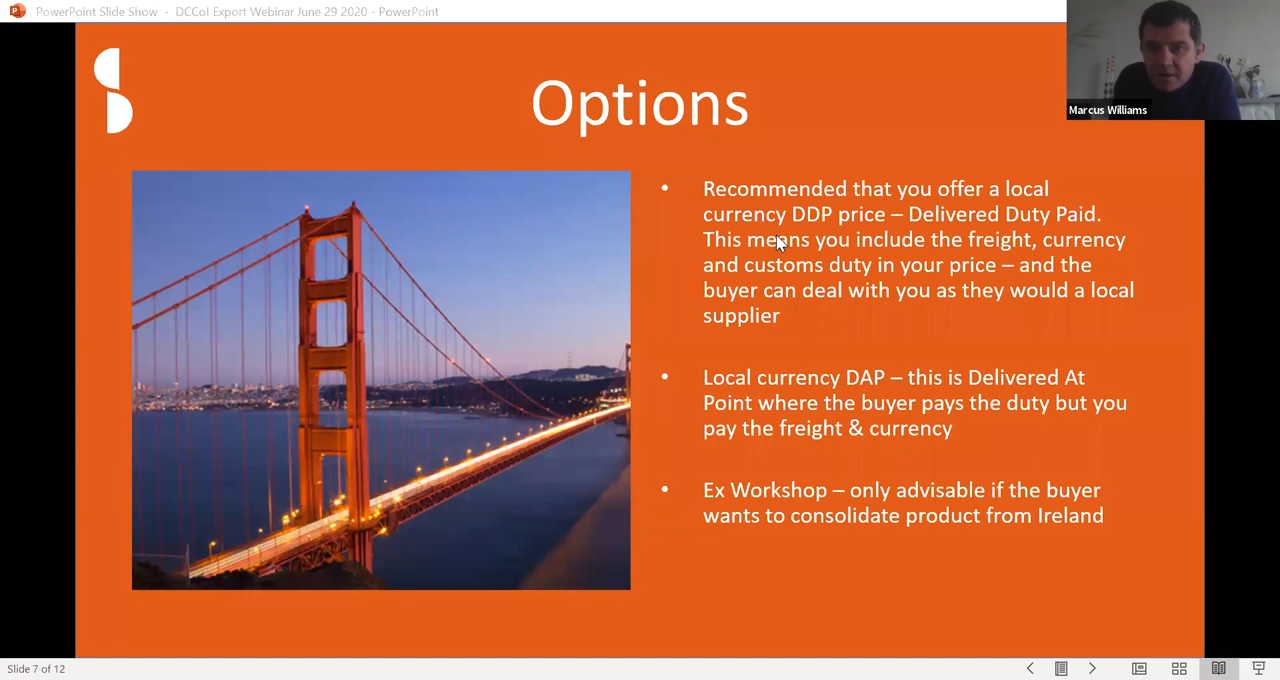 PowerPoint Slide Show - DCCoI Export Webinar June 29 2020 - PowerPoint
Marcus Williams
Options
• Recommended that you offer a local
currency DDP price – Delivered Duty Paid.
This means you include the freight, currency
and customs duty in your price – and the
buyer can deal with you as they would a local
supplier
• Local currency DAP – this is Delivered At
Point where the buyer pays the duty but you
pay the freight & currency
• Ex Workshop – only advisable if the buyer
wants to consolidate product from Ireland
Slide 7 of 12